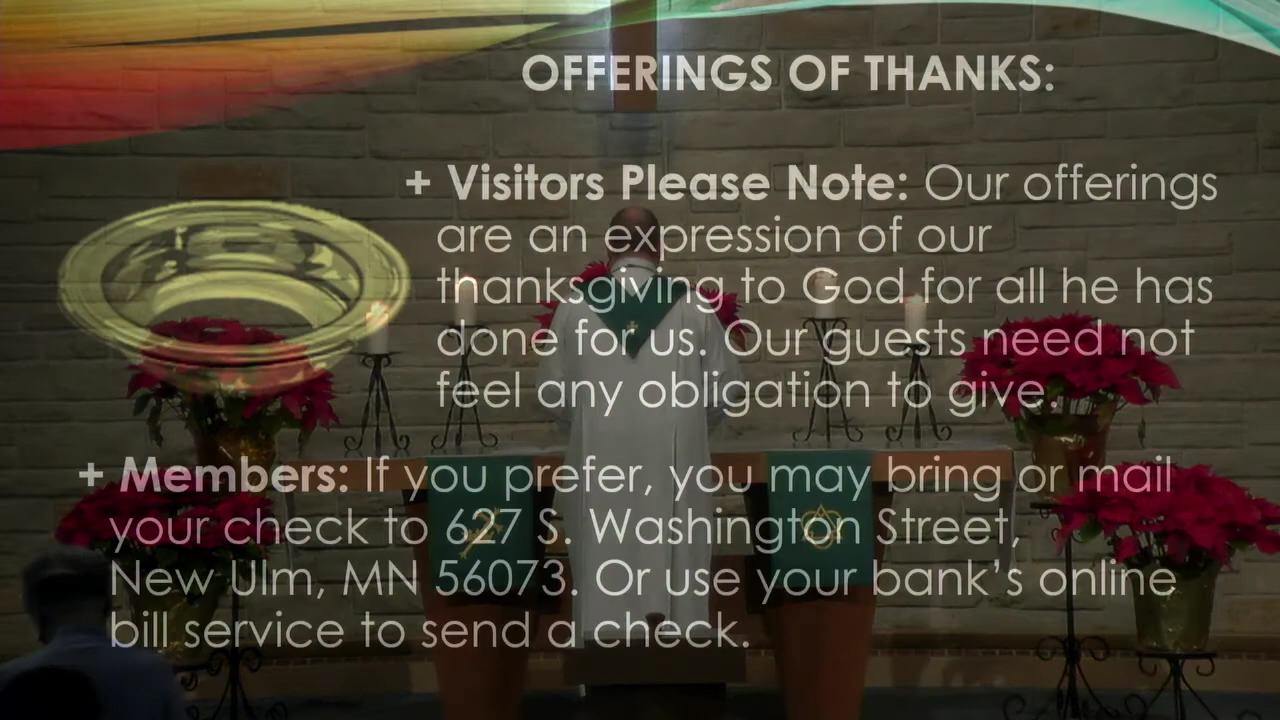 OFFERINGS OF THANKS:
+ Visitors Please Note: Our offerings
are an expression of our
thanksgiving to God for all he has
done for us. Our guests need not
feel any obligation to give.
+ Members: If you prefer, you may bring or mail
your check to 627 S. Washington Street,
New Ulm, MN 56073. Or use your bank’s online
bill service to send a check.